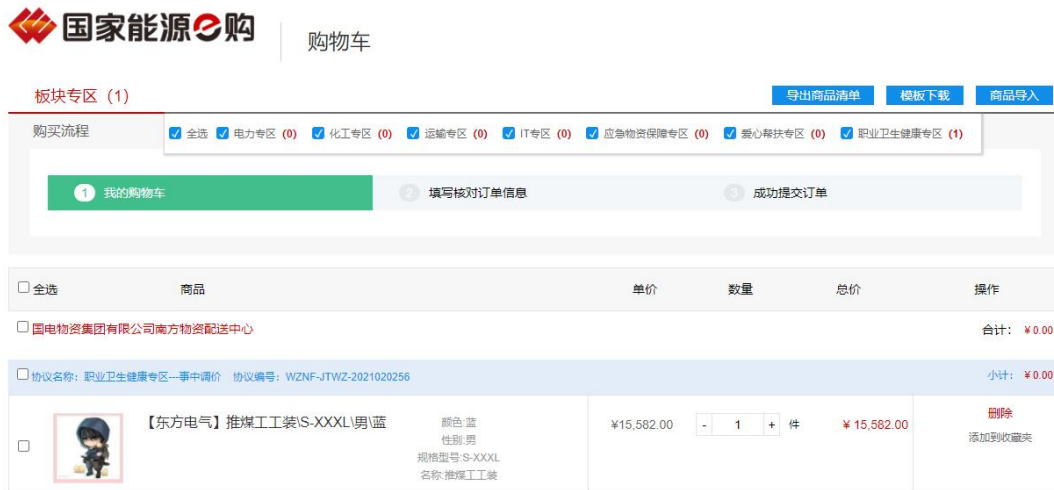 国家能源e购
购物车
板块专区（1）
导出商品清单 模板下载 商品导入
购买流程
全选 电力专区 (0) 化工专区 (0) 运输专区 (0) IT专区 (0) 应急物资保障专区 (0) 爱心帮扶专区 (0) 职业卫生健康专区 (1)
1 我的购物车 2 填写核对订单信息 3 成功提交订单
全选 商品 单价 数量 总价 操作
国电物资集团有限公司南方物资配送中心 合计： ￥0.00
协议名称：职业卫生健康专区---事中调价 协议编号：WZNF-JTWZ-2021020256 小计：￥0.00
【东方电气】推煤工工装\S-XXXL\男\蓝
颜色:蓝
性别:男
规格型号:S-XXXL
名称:推煤工工装
¥15,582.00 - 1 + 件 ￥15,582.00
删除
添加到收藏夹